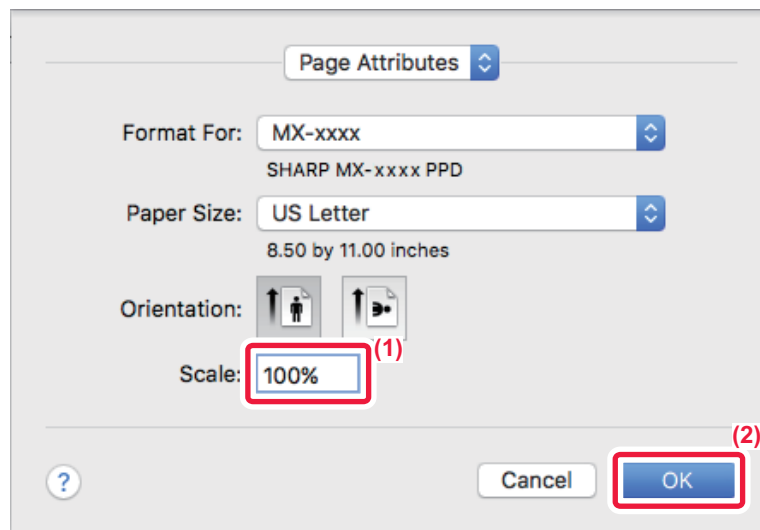 Page Attributes
Format For: MX-xxxx
SHARP MX-xxxx PPD
Paper Size: US Letter
8.50 by 11.00 inches
Orientation:
(1)
Scale: 100%
(2)
? Cancel OK